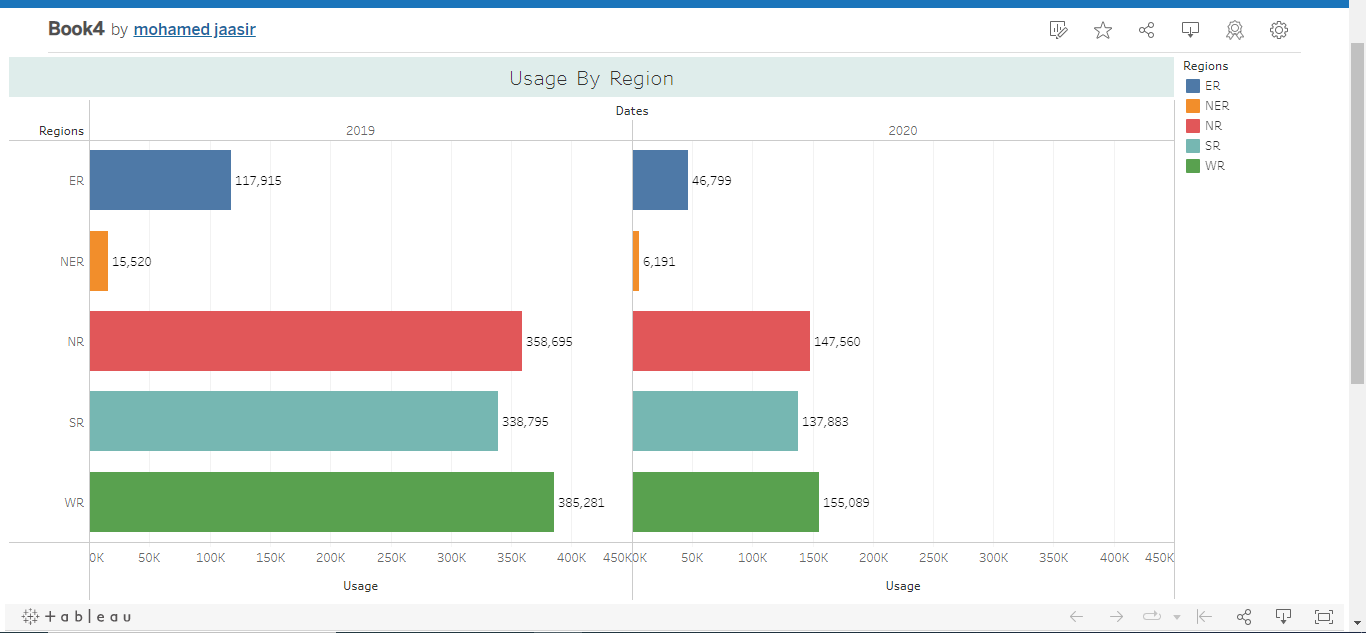 Book4 by mohamed jaasir
Usage By Region
Regions
ER
NER
NR
SR
WR
Dates
Regions 2019 2020
ER 117,915 46,799
NER 15,520 6,191
NR 358,695 147,560
SR 338,795 137,883
WR 385,281 155,089
0K 50K 100K 150K 200K 250K 300K 350K 400K 450K 0K 50K 100K 150K 200K 250K 300K 350K 400K 450K
Usage Usage
+ableau